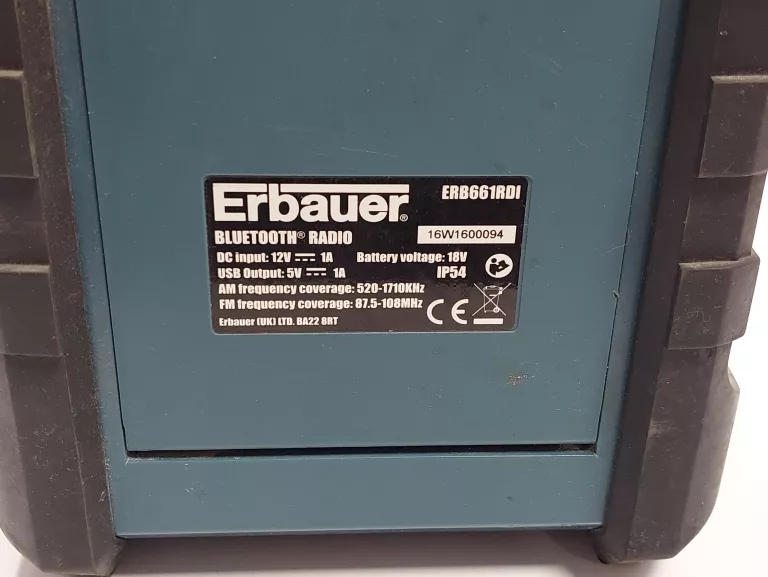 Erbauer® ERB661RDI
BLUETOOTH® RADIO 16W1600094
DC input: 12V ⎓ 1A Battery voltage: 18V
USB Output: 5V ⎓ 1A IP54
AM frequency coverage: 520-1710KHz
FM frequency coverage: 87.5-108MHz
CE
Erbauer (UK) LTD. BA22 8RT